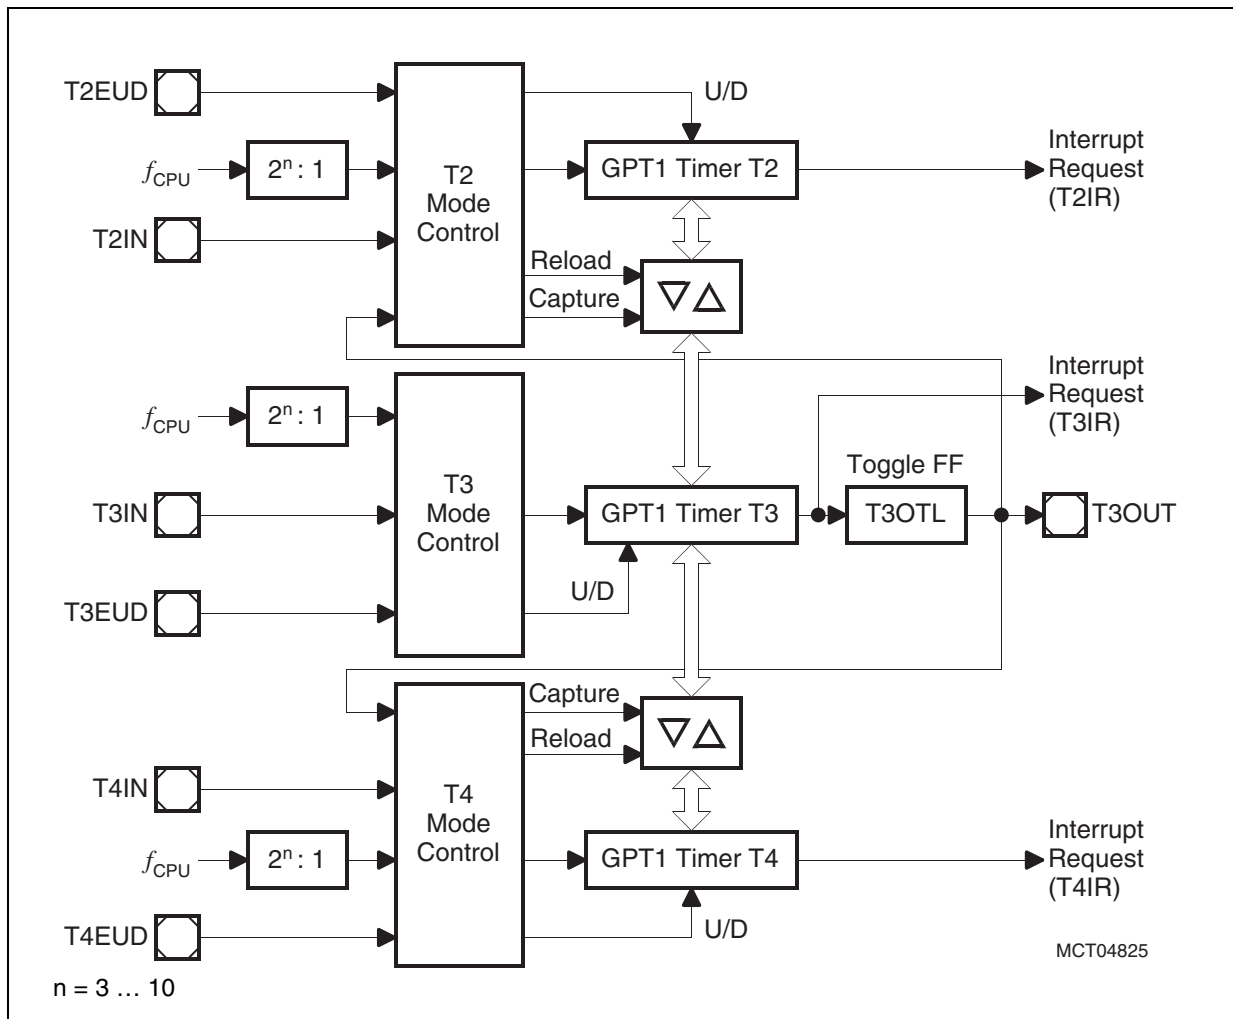 T2EUD
U/D
fCPU
2ⁿ : 1
T2
Mode
Control
GPT1 Timer T2
Interrupt
Request
(T2IR)
T2IN
Reload
Capture
fCPU
2ⁿ : 1
Interrupt
Request
(T3IR)
Toggle FF
T3IN
T3
Mode
Control
GPT1 Timer T3
T3OTL
T3OUT
U/D
T3EUD
Capture
Reload
T4IN
T4
Mode
Control
fCPU
2ⁿ : 1
GPT1 Timer T4
Interrupt
Request
(T4IR)
T4EUD
U/D
MCT04825
n = 3 … 10